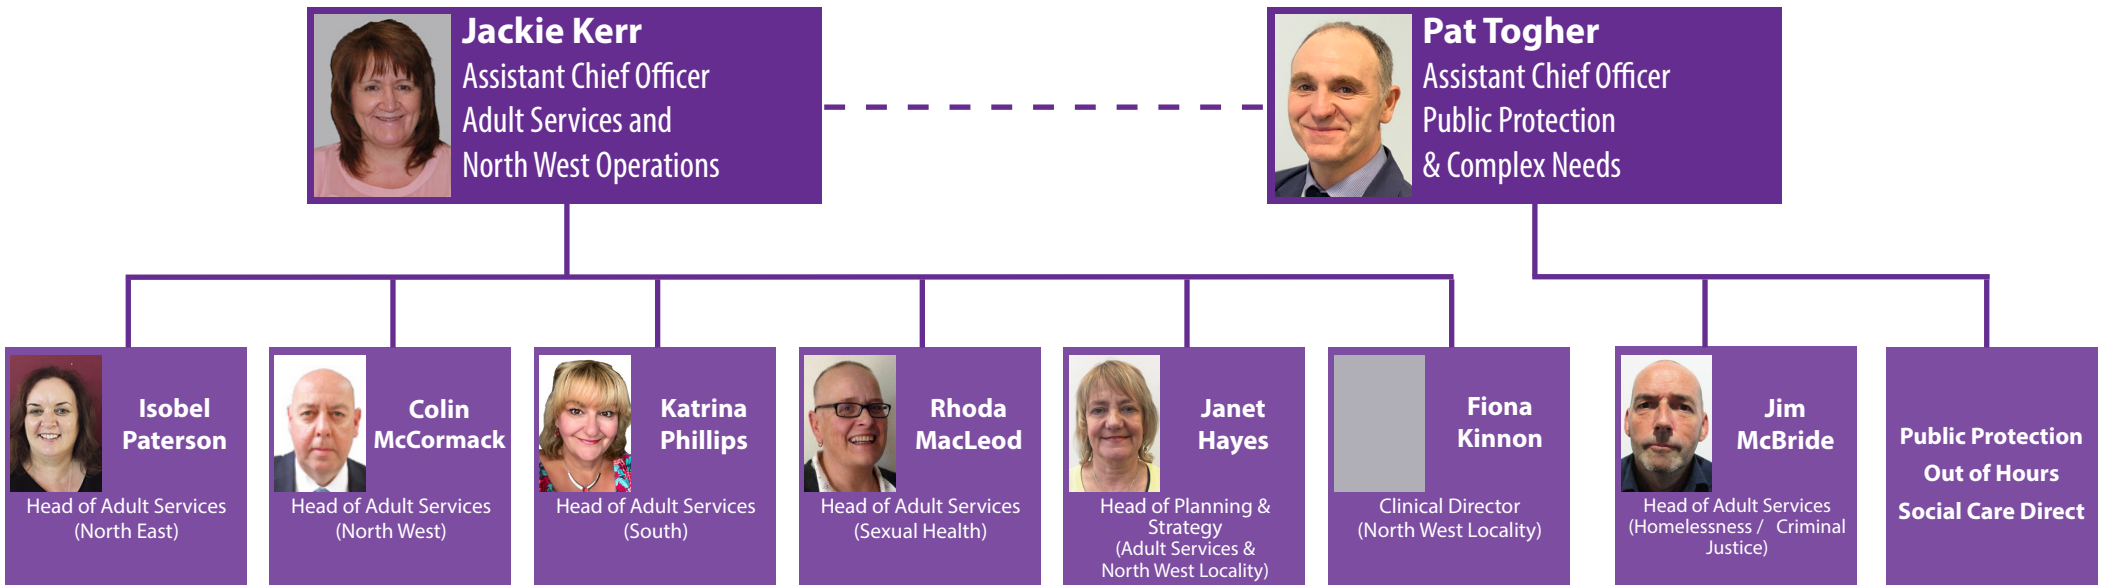 Jackie Kerr
Assistant Chief Officer
Adult Services and
North West Operations
Pat Togher
Assistant Chief Officer
Public Protection
& Complex Needs
Isobel
Paterson
Head of Adult Services
(North East)
Colin
McCormack
Head of Adult Services
(North West)
Katrina
Phillips
Head of Adult Services
(South)
Rhoda
MacLeod
Head of Adult Services
(Sexual Health)
Janet
Hayes
Head of Planning &
Strategy
(Adult Services &
North West Locality)
Fiona
Kinnon
Clinical Director
(North West Locality)
Jim
McBride
Head of Adult Services
(Homelessness / Criminal
Justice)
Public Protection
Out of Hours
Social Care Direct